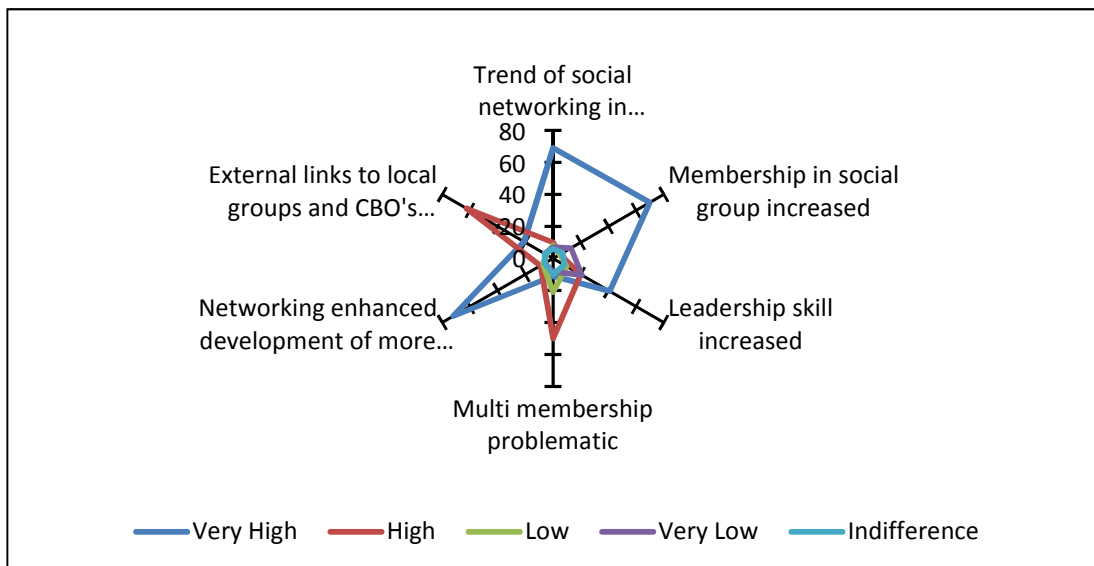 Trend of social
networking in...
80
60
40
20
0
Membership in social
group increased
Leadership skill
increased
Multi membership
problematic
Networking enhanced
development of more...
External links to local
groups and CBO's...
Very High
High
Low
Very Low
Indifference